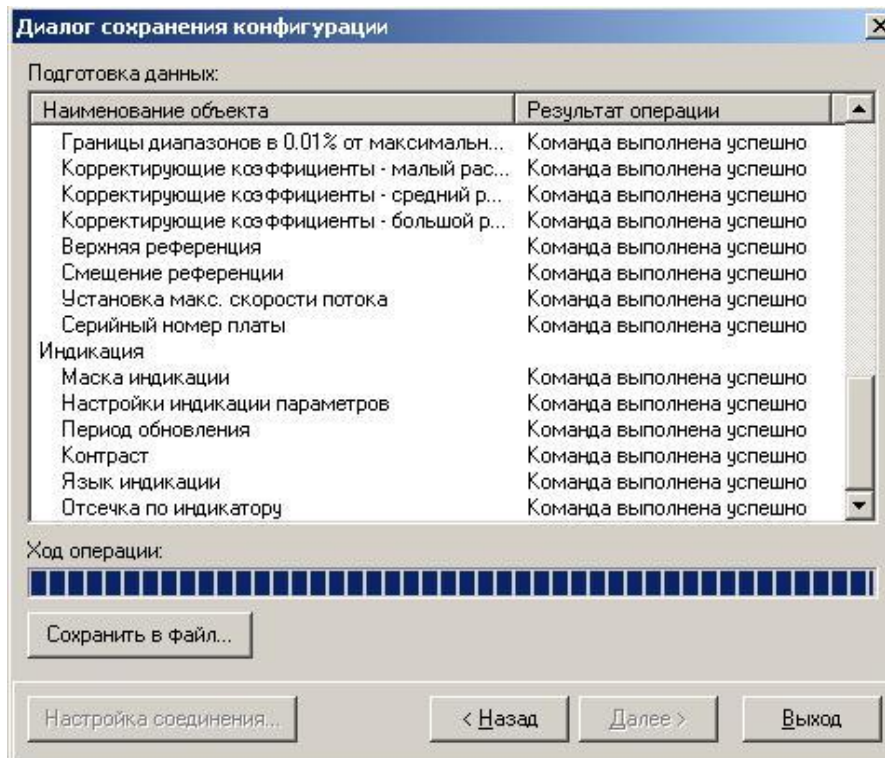 Диалог сохранения конфигурации
Подготовка данных:
Наименование объекта Результат операции
Границы диапазонов в 0.01% от максимальн... Команда выполнена успешно
Корректирующие коэффициенты - малый рас... Команда выполнена успешно
Корректирующие коэффициенты - средний р... Команда выполнена успешно
Корректирующие коэффициенты - большой р... Команда выполнена успешно
Верхняя референция Команда выполнена успешно
Смещение референции Команда выполнена успешно
Установка макс. скорости потока Команда выполнена успешно
Серийный номер платы Команда выполнена успешно
Индикация
Маска индикации Команда выполнена успешно
Настройки индикации параметров Команда выполнена успешно
Период обновления Команда выполнена успешно
Контраст Команда выполнена успешно
Язык индикации Команда выполнена успешно
Отсечка по индикатору Команда выполнена успешно
Ход операции:
Сохранить в файл...
Настройка соединения... < Назад Далее > Выход